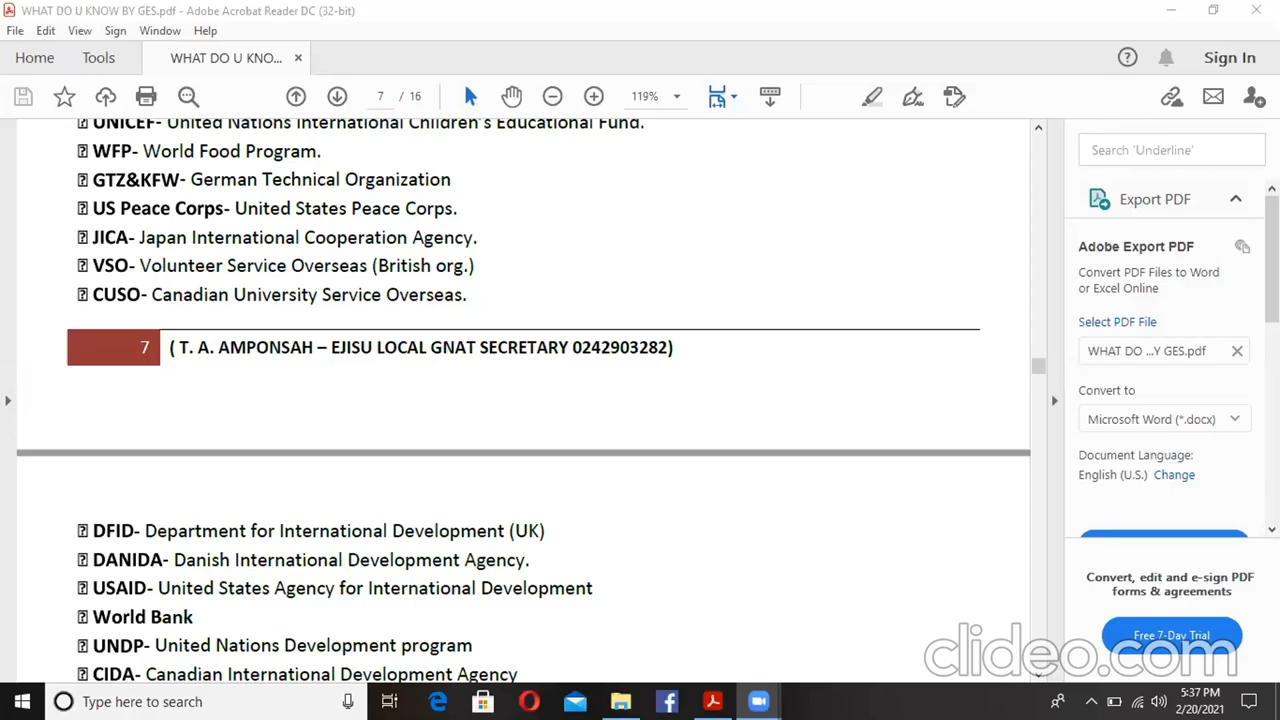 WHAT DO U KNOW BY GES.pdf - Adobe Acrobat Reader DC (32-bit)
File Edit View Sign Window Help
Home Tools WHAT DO U KNO... × Sign In
7 / 16 119%
UNICEF- United Nations International Children's Educational Fund.
WFP- World Food Program.
GTZ&KFW- German Technical Organization
US Peace Corps- United States Peace Corps.
JICA- Japan International Cooperation Agency.
VSO- Volunteer Service Overseas (British org.)
CUSO- Canadian University Service Overseas.
7 ( T. A. AMPONSAH – EJISU LOCAL GNAT SECRETARY 0242903282)
DFID- Department for International Development (UK)
DANIDA- Danish International Development Agency.
USAID- United States Agency for International Development
World Bank
UNDP- United Nations Development program
CIDA- Canadian International Development Agency
Search 'Underline'
Export PDF
Adobe Export PDF
Convert PDF Files to Word
or Excel Online
Select PDF File
WHAT DO ...Y GES.pdf
Convert to
Microsoft Word (*.docx)
Document Language:
English (U.S.) Change
Convert, edit and e-sign PDF
forms & agreements
Free 7-Day Trial
clideo.com
Type here to search
5:37 PM
2/20/2021